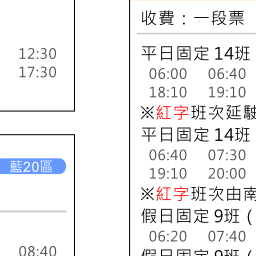 12:30
17:30
藍20區
08:40
收費：一段票
平日固定 14班
06:00 06:40
18:10 19:10
※紅字班次延駛
平日固定 14班
06:40 07:30
19:10 20:00
※紅字班次由南
假日固定 9班 (
06:20 07:40
假日固定 9班 (